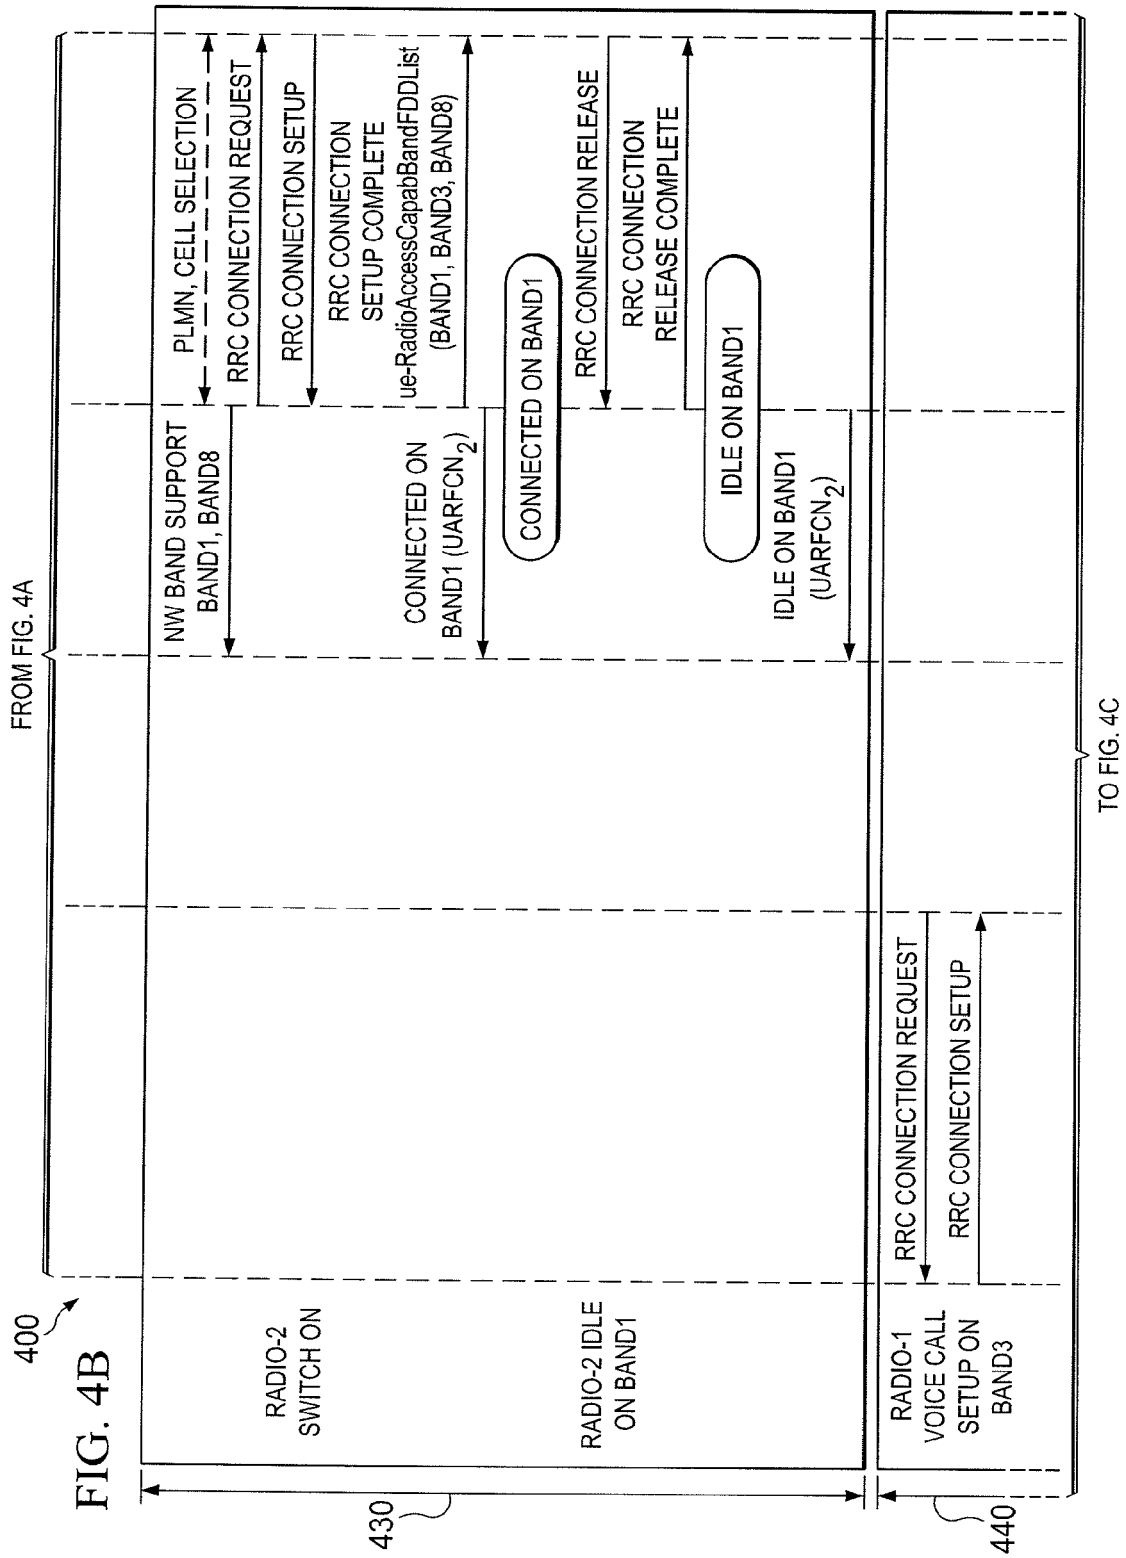 FIG. 4B
400
FROM FIG. 4A
430
RADIO-2
SWITCH ON
NW BAND SUPPORT
BAND1, BAND8
PLMN, CELL SELECTION
RRC CONNECTION REQUEST
RRC CONNECTION SETUP
RRC CONNECTION
SETUP COMPLETE
ue-RadioAccessCapabBandFDDList
(BAND1, BAND3, BAND8)
CONNECTED ON
BAND1 (UARFCN2)
CONNECTED ON BAND1
RADIO-2 IDLE
ON BAND1
RRC CONNECTION RELEASE
RRC CONNECTION
RELEASE COMPLETE
IDLE ON BAND1
IDLE ON BAND1
(UARFCN2)
440
RADIO-1
VOICE CALL
SETUP ON
BAND3
RRC CONNECTION REQUEST
RRC CONNECTION SETUP
TO FIG. 4C